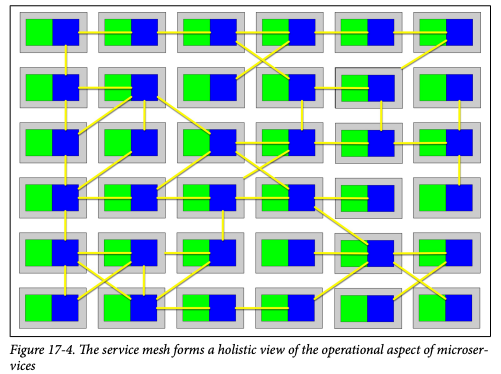 Figure 17-4. The service mesh forms a holistic view of the operational aspect of microser-
vices